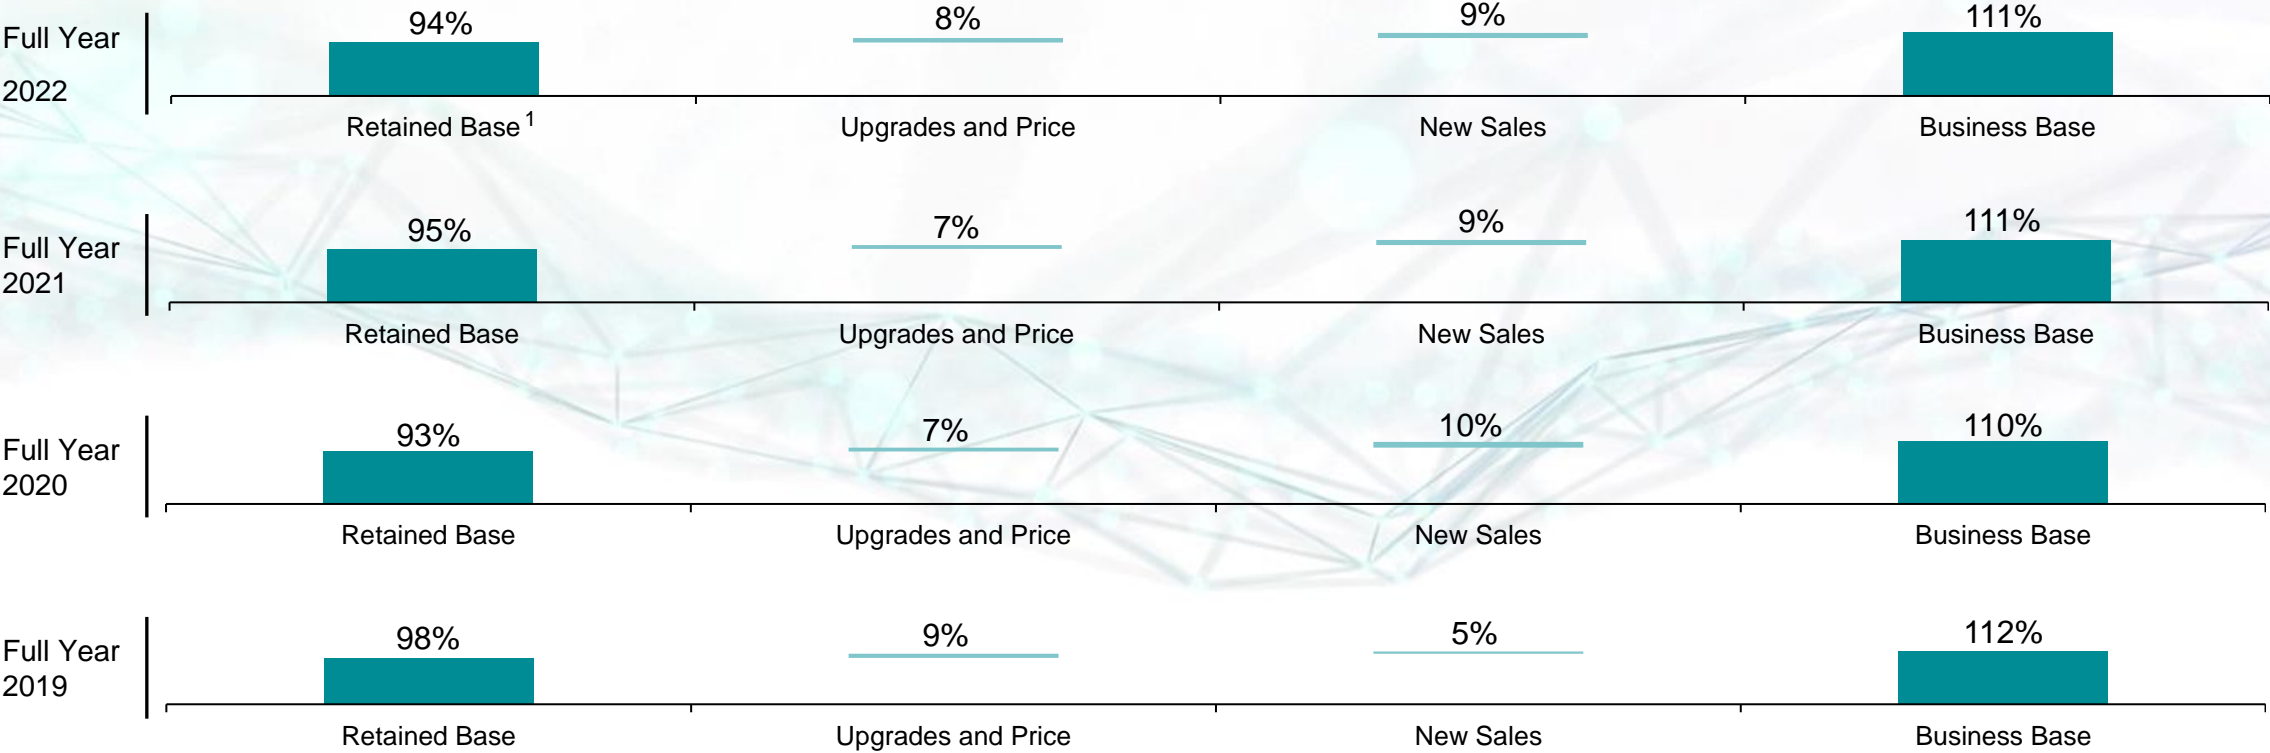 Full Year
2022
94%
8%
9%
111%
Retained Base 1
Upgrades and Price
New Sales
Business Base
Full Year
2021
95%
7%
9%
111%
Retained Base
Upgrades and Price
New Sales
Business Base
Full Year
2020
93%
7%
10%
110%
Retained Base
Upgrades and Price
New Sales
Business Base
Full Year
2019
98%
9%
5%
112%
Retained Base
Upgrades and Price
New Sales
Business Base